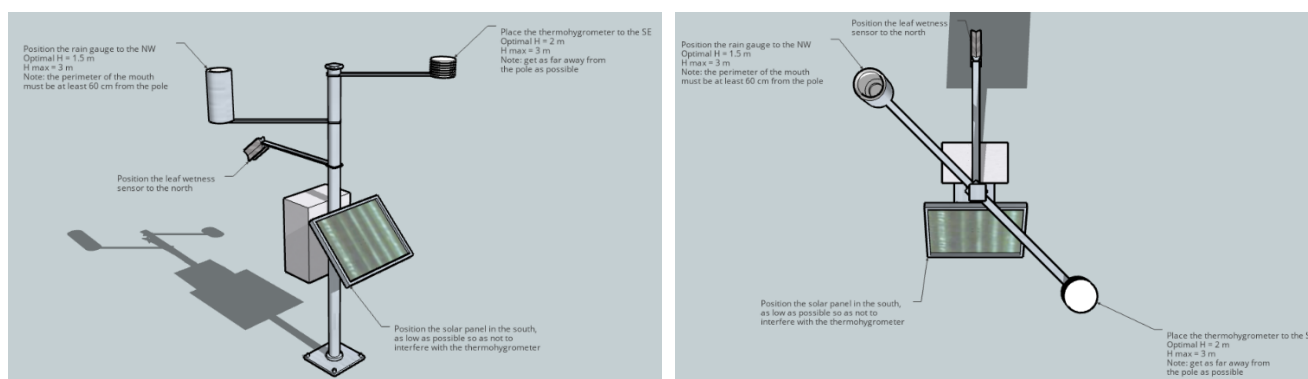 Position the rain gauge to the NW
Optimal H = 1.5 m
H max = 3 m
Note: the perimeter of the mouth
must be at least 60 cm from the pole
Place the thermohygrometer to the SE
Optimal H = 2 m
H max = 3 m
Note: get as far away from
the pole as possible
Position the leaf wetness
sensor to the north
Position the solar panel in the south,
as low as possible so as not to
interfere with the thermohygrometer
Position the leaf wetness
sensor to the north
Position the rain gauge to the NW
Optimal H = 1.5 m
H max = 3 m
Note: the perimeter of the mouth
must be at least 60 cm from the pole
Position the solar panel in the south,
as low as possible so as not to
interfere with the thermohygrometer
Place the thermohygrometer to the S
Optimal H = 2 m
H max = 3 m
Note: get as far away from
the pole as possible